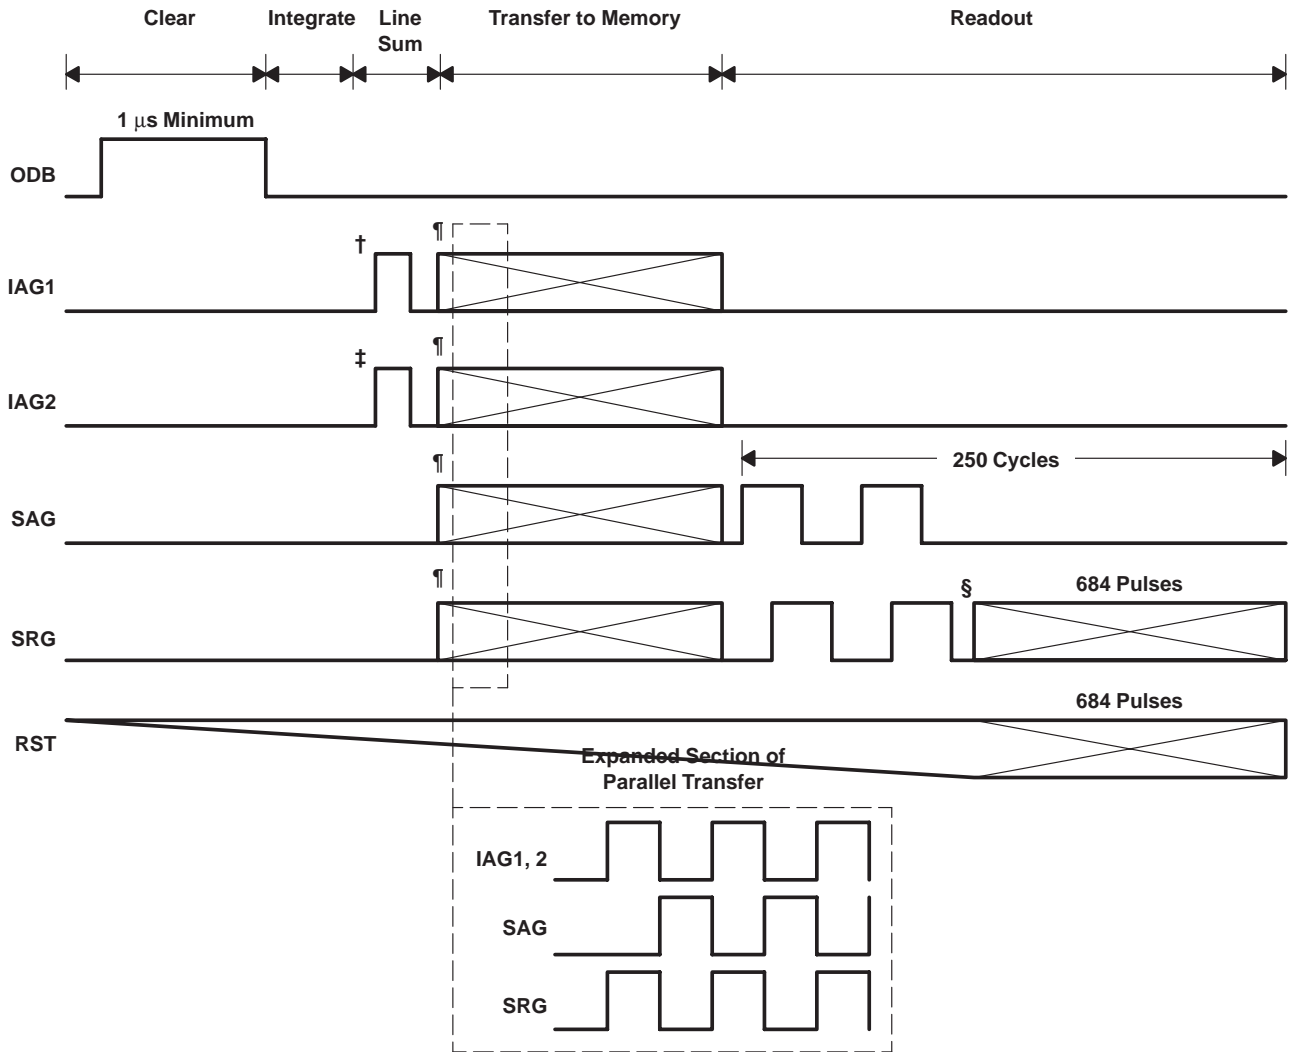 Clear
Integrate
Line
Sum
Transfer to Memory
Readout
1 μs Minimum
ODB
†
¶
IAG1
‡
¶
IAG2
250 Cycles
¶
SAG
¶
§
684 Pulses
SRG
684 Pulses
RST
Expanded Section of
Parallel Transfer
IAG1, 2
SAG
SRG